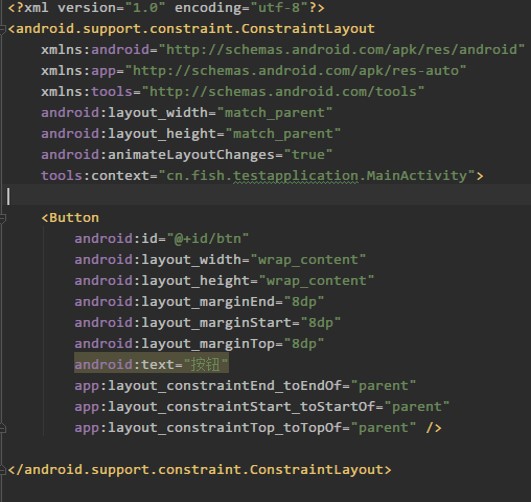 <?xml version="1.0" encoding="utf-8"?>
<android.support.constraint.ConstraintLayout
    xmlns:android="http://schemas.android.com/apk/res/android"
    xmlns:app="http://schemas.android.com/apk/res-auto"
    xmlns:tools="http://schemas.android.com/tools"
    android:layout_width="match_parent"
    android:layout_height="match_parent"
    android:animateLayoutChanges="true"
    tools:context="cn.fish.testapplication.MainActivity">
    <Button
        android:id="@+id/btn"
        android:layout_width="wrap_content"
        android:layout_height="wrap_content"
        android:layout_marginEnd="8dp"
        android:layout_marginStart="8dp"
        android:layout_marginTop="8dp"
        android:text="按钮"
        app:layout_constraintEnd_toEndOf="parent"
        app:layout_constraintStart_toStartOf="parent"
        app:layout_constraintTop_toTopOf="parent" />
</android.support.constraint.ConstraintLayout>